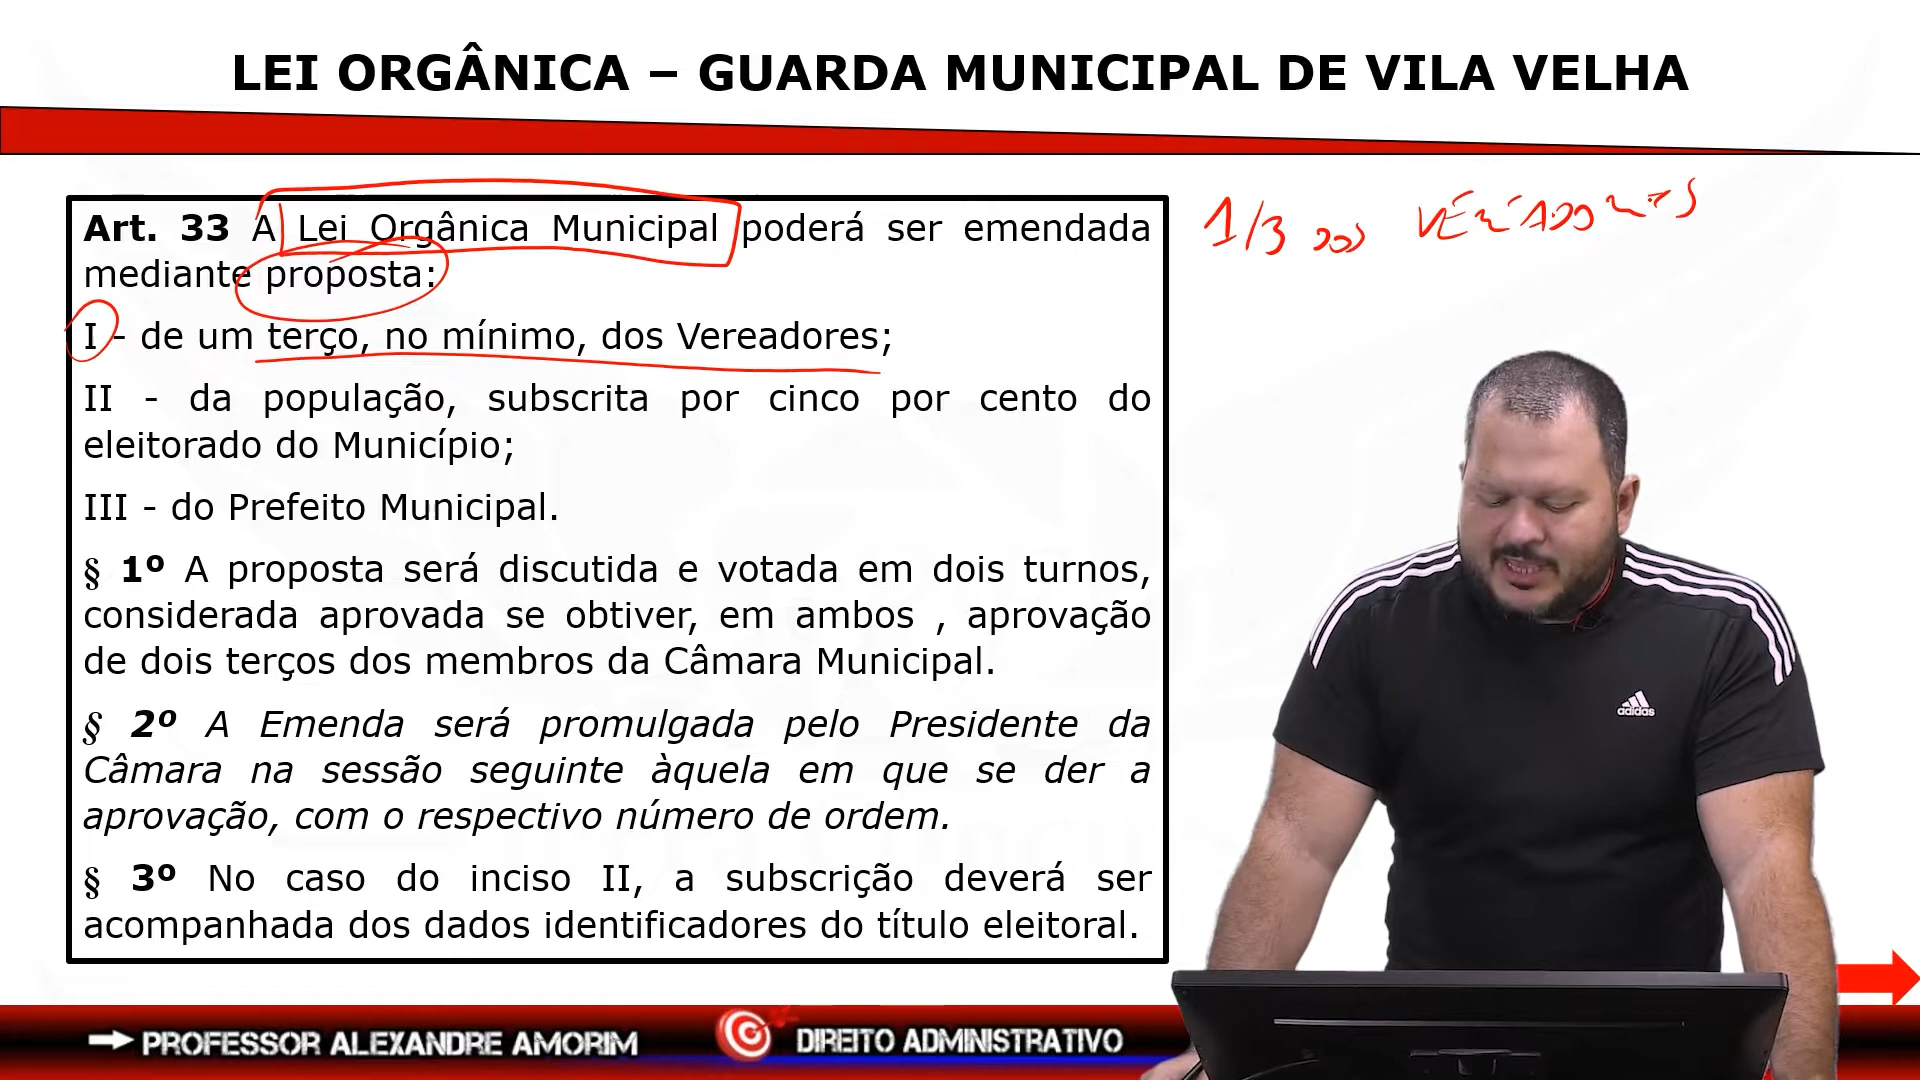 LEI ORGÂNICA – GUARDA MUNICIPAL DE VILA VELHA
Art. 33 A Lei Orgânica Municipal poderá ser emendada
mediante proposta:
I - de um terço, no mínimo, dos Vereadores;
II - da população, subscrita por cinco por cento do
eleitorado do Município;
III - do Prefeito Municipal.
§ 1º A proposta será discutida e votada em dois turnos,
considerada aprovada se obtiver, em ambos , aprovação
de dois terços dos membros da Câmara Municipal.
§ 2º A Emenda será promulgada pelo Presidente da
Câmara na sessão seguinte àquela em que se der a
aprovação, com o respectivo número de ordem.
§ 3º No caso do inciso II, a subscrição deverá ser
acompanhada dos dados identificadores do título eleitoral.
1/3 DOS VEREADORES
adidas
PROFESSOR ALEXANDRE AMORIM
DIREITO ADMINISTRATIVO